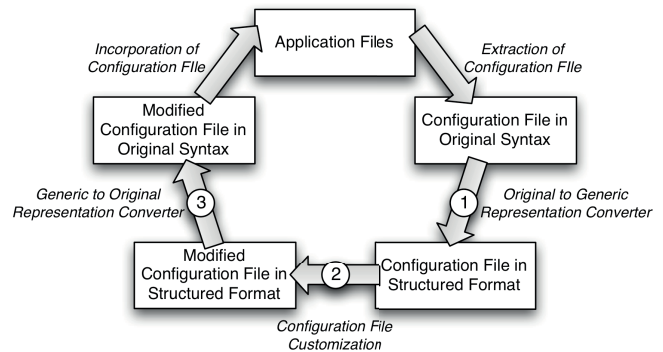 Application Files
Incorporation of
Configuration FIle
Extraction of
Configuration FIle
Modified
Configuration File in
Original Syntax
Configuration File in
Original Syntax
Generic to Original
Representation Converter
3
1
Original to Generic
Representation Converter
Modified
Configuration File in
Structured Format
2
Configuration File in
Structured Format
Configuration File
Customization